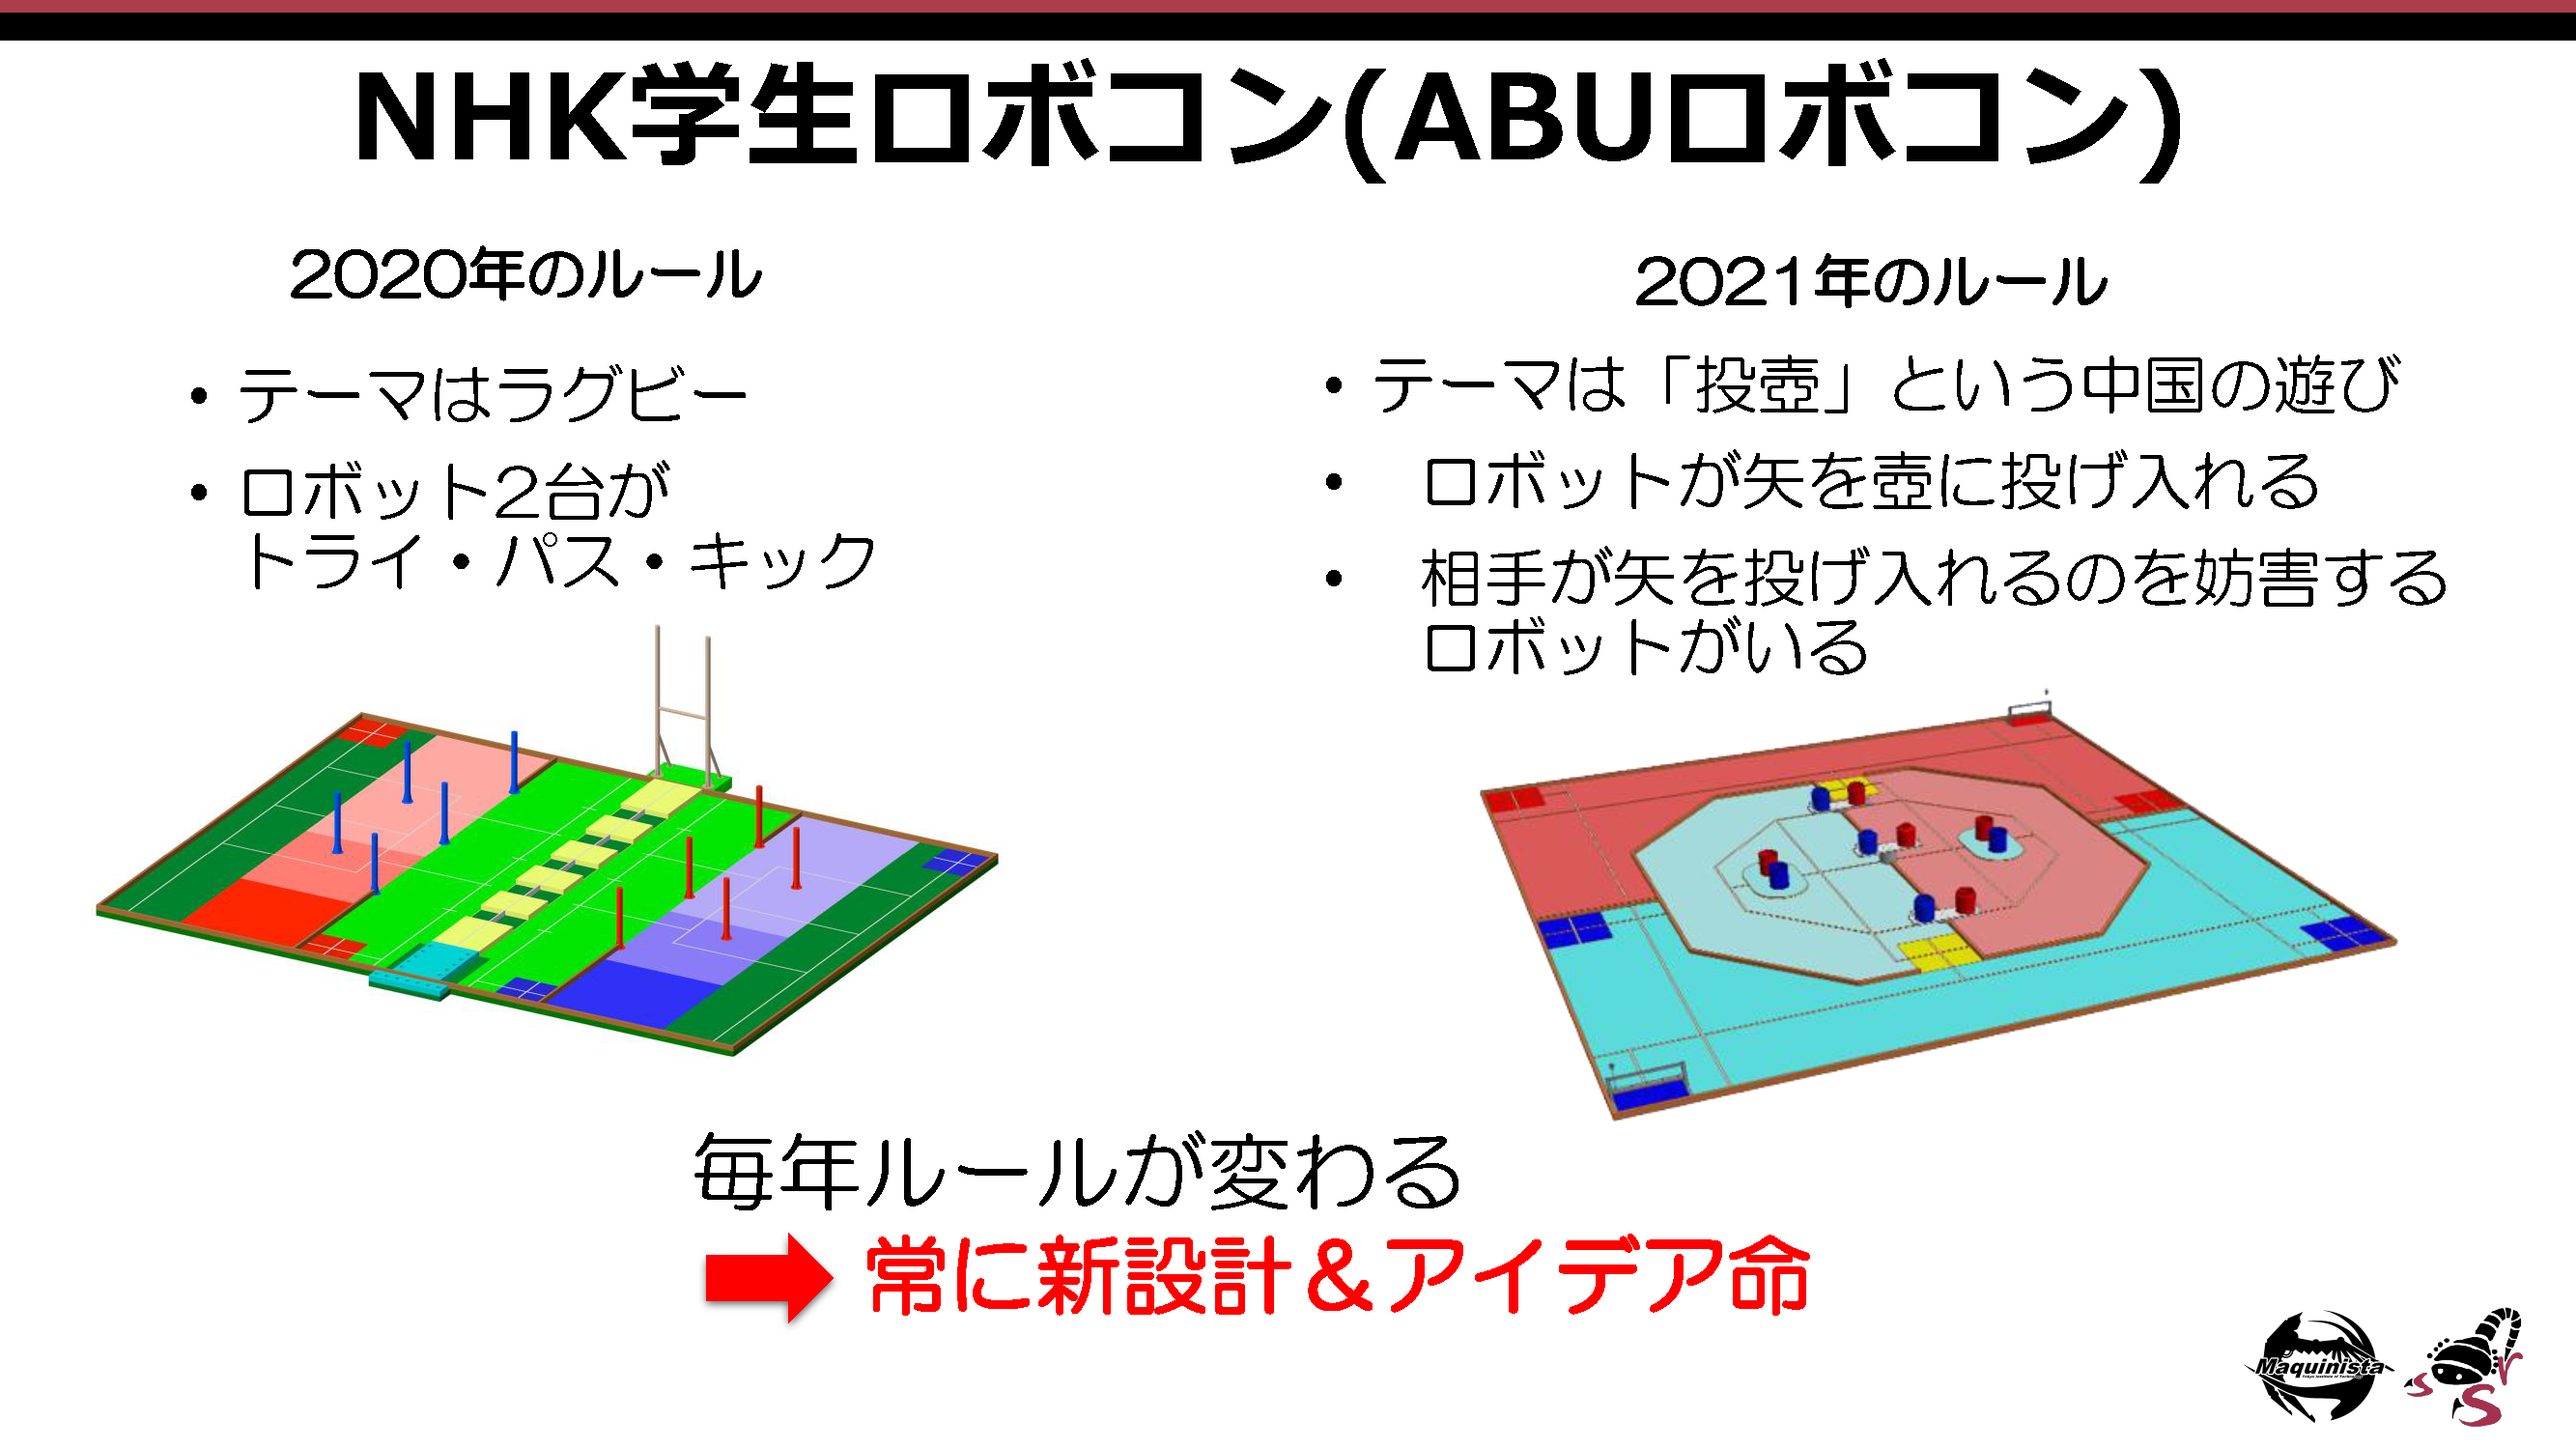 NHK学生ロボコン(ABUロボコン)
2020年のルール
• テーマはラグビー
• ロボット2台が
トライ・パス・キック
2021年のルール
• テーマは「投壺」という中国の遊び
• ロボットが矢を壺に投げ入れる
• 相手が矢を投げ入れるのを妨害する
ロボットがいる
毎年ルールが変わる
常に新設計&アイデア命
Maquinista
Tokyo Institute of Technology
s S r